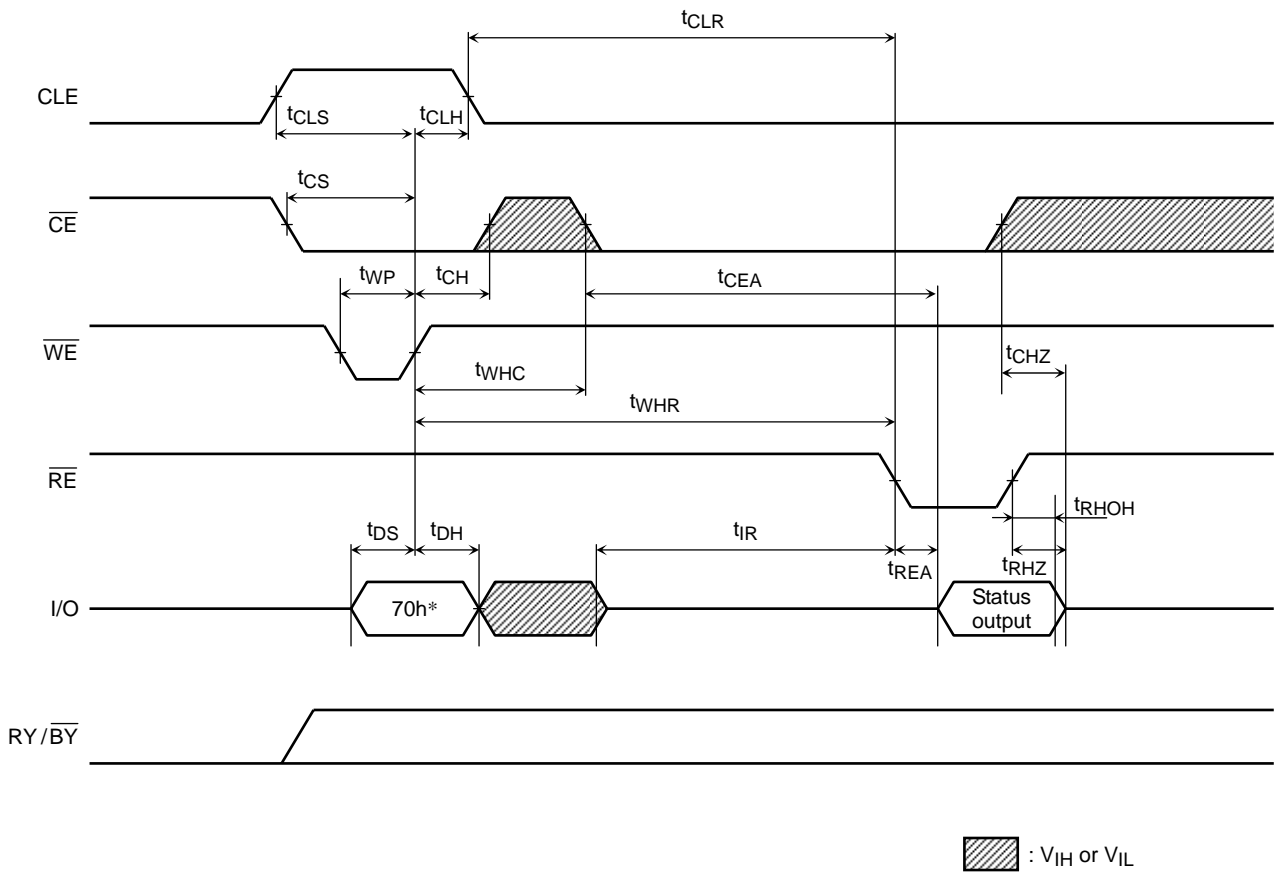 tCLR
CLE
tCLS
tCLH
tCS
CE
tWP
tCH
tCEA
WE
tCHZ
tWHC
tWHR
RE
tRHOH
tDS
tDH
tIR
tREA
tRHZ
I/O
70h*
Status
output
RY/BY
: VIH or VIL